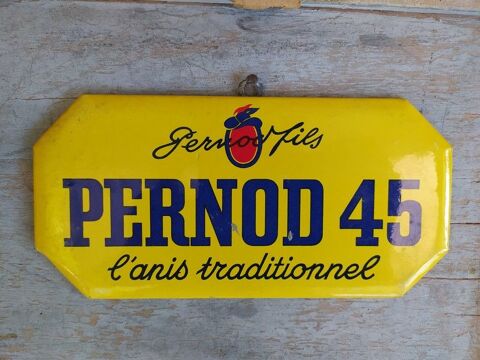 Pernod fils
PERNOD 45
l'anis traditionnel